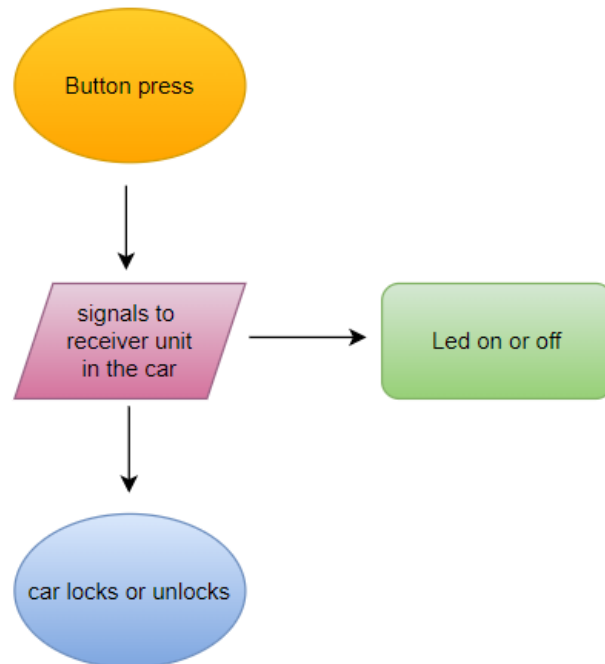 Button press
signals to
receiver unit
in the car
Led on or off
car locks or unlocks